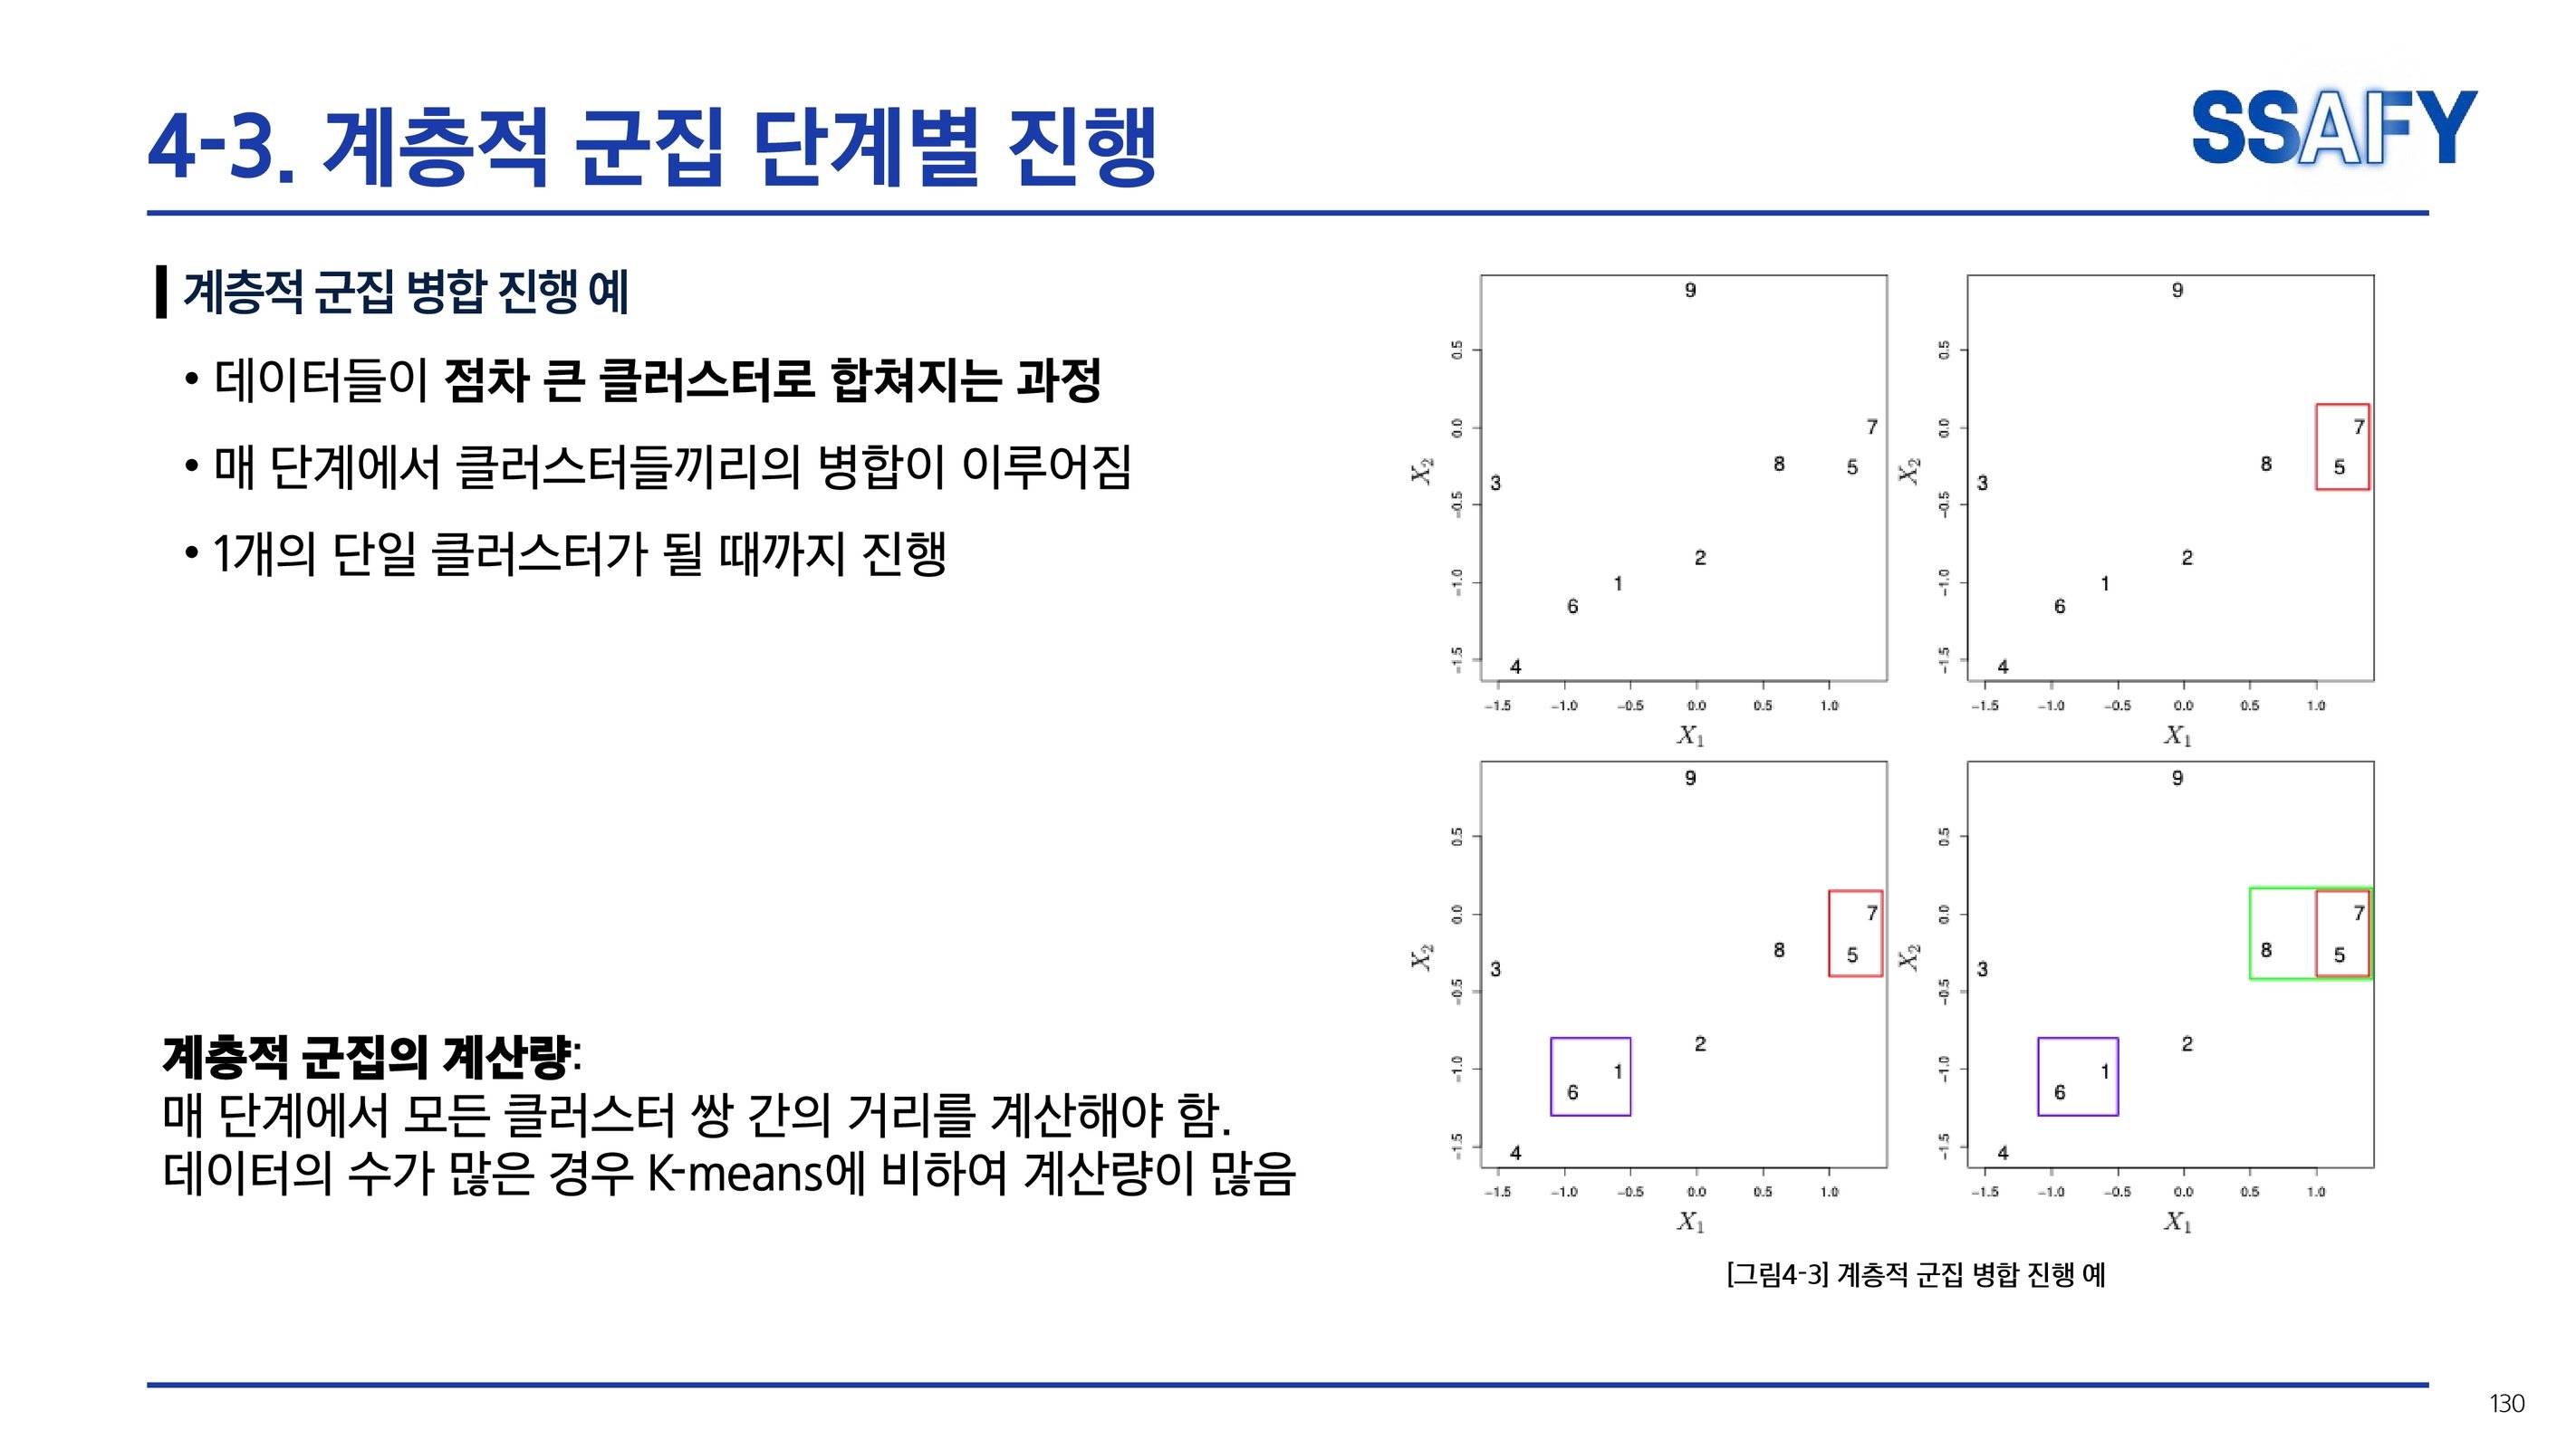 4-3. 계층적 군집 단계별 진행
SSAFY
계층적 군집 병합 진행 예
• 데이터들이 점차 큰 클러스터로 합쳐지는 과정
• 매 단계에서 클러스터들끼리의 병합이 이루어짐
• 1개의 단일 클러스터가 될 때까지 진행
계층적 군집의 계산량:
매 단계에서 모든 클러스터 쌍 간의 거리를 계산해야 함.
데이터의 수가 많은 경우 K-means에 비하여 계산량이 많음
9
0.5
7
0.0
8
5
X₂
3
-0.5
2
1
-1.0
6
-1.5
4
-1.5 -1.0 -0.5 0.0 0.5 1.0
X₁
9
0.5
7
0.0
8
5
X₂
3
-0.5
2
1
-1.0
6
-1.5
4
-1.5 -1.0 -0.5 0.0 0.5 1.0
X₁
9
0.5
7
0.0
8
5
X₂
3
-0.5
2
1
-1.0
6
-1.5
4
-1.5 -1.0 -0.5 0.0 0.5 1.0
X₁
9
0.5
7
0.0
8
5
X₂
3
-0.5
2
1
-1.0
6
-1.5
4
-1.5 -1.0 -0.5 0.0 0.5 1.0
X₁
[그림4-3] 계층적 군집 병합 진행 예
130